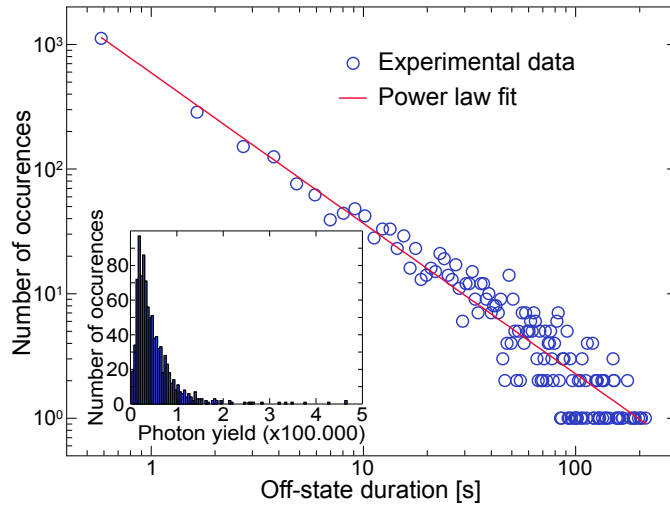 10³
10²
10¹
10⁰
Number of occurences
Experimental data
Power law fit
80
60
40
20
0
Number of occurences
0 1 2 3 4 5
Photon yield (x100.000)
1 10 100
Off-state duration [s]